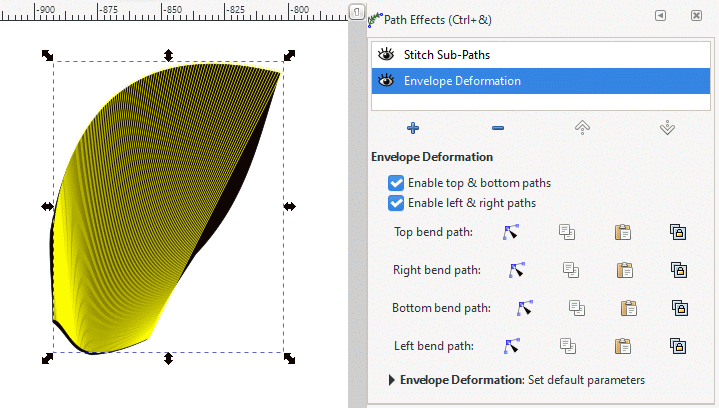 -900 -875 -850 -825 -800
Path Effects (Ctrl+&)
Stitch Sub-Paths
Envelope Deformation
Envelope Deformation
Enable top & bottom paths
Enable left & right paths
Top bend path:
Right bend path:
Bottom bend path:
Left bend path:
Envelope Deformation: Set default parameters